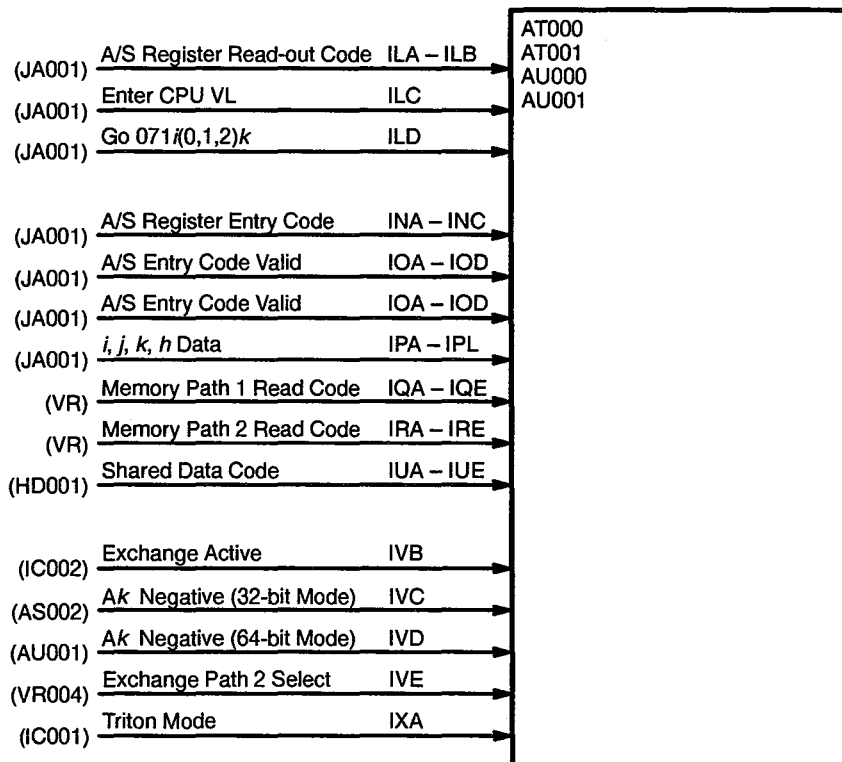 AT000
AT001
AU000
AU001
(JA001) A/S Register Read-out Code ILA – ILB
(JA001) Enter CPU VL ILC
(JA001) Go 071i(0,1,2)k ILD
(JA001) A/S Register Entry Code INA – INC
(JA001) A/S Entry Code Valid IOA – IOD
(JA001) A/S Entry Code Valid IOA – IOD
(JA001) i, j, k, h Data IPA – IPL
(VR) Memory Path 1 Read Code IQA – IQE
(VR) Memory Path 2 Read Code IRA – IRE
(HD001) Shared Data Code IUA – IUE
(IC002) Exchange Active IVB
(AS002) Ak Negative (32-bit Mode) IVC
(AU001) Ak Negative (64-bit Mode) IVD
(VR004) Exchange Path 2 Select IVE
(IC001) Triton Mode IXA